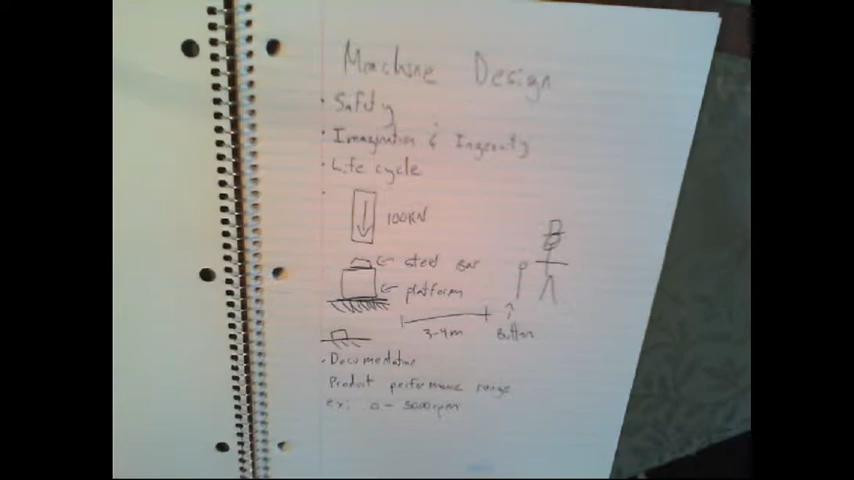 Machine Design
• Safety
• Imagination & Ingenuity
• Life cycle
100KN
steel Bar
platform
3-4m
Button
• Documentation
Product performance range
ex: 0 - 5000rpm